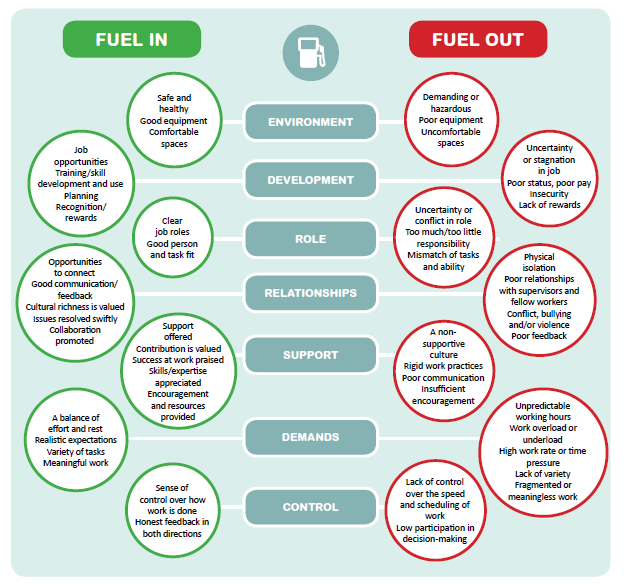 FUEL IN
FUEL OUT
Safe and
healthy
Good equipment
Comfortable
spaces
ENVIRONMENT
Demanding or
hazardous
Poor equipment
Uncomfortable
spaces
Job
opportunities
Training/skill
development and use
Planning
Recognition/
rewards
DEVELOPMENT
Uncertainty
or stagnation
in job
Poor status, poor pay
Insecurity
Lack of rewards
Clear
job roles
Good person
and task fit
ROLE
Uncertainty or
conflict in role
Too much/too little
responsibility
Mismatch of tasks
and ability
Opportunities
to connect
Good communication/
feedback
Cultural richness is valued
Issues resolved swiftly
Collaboration
promoted
RELATIONSHIPS
Physical
isolation
Poor relationships
with supervisors and
fellow workers
Conflict, bullying
and/or violence
Poor feedback
Support
offered
Contribution is valued
Success at work praised
Skills/expertise
appreciated
Encouragement
and resources
provided
SUPPORT
A non-
supportive
culture
Rigid work practices
Poor communication
Insufficient
encouragement
A balance of
effort and rest
Realistic expectations
Variety of tasks
Meaningful work
DEMANDS
Unpredictable
working hours
Work overload or
underload
High work rate or time
pressure
Lack of variety
Fragmented or
meaningless work
Sense of
control over how
work is done
Honest feedback in
both directions
CONTROL
Lack of control
over the speed
and scheduling of
work
Low participation in
decision-making